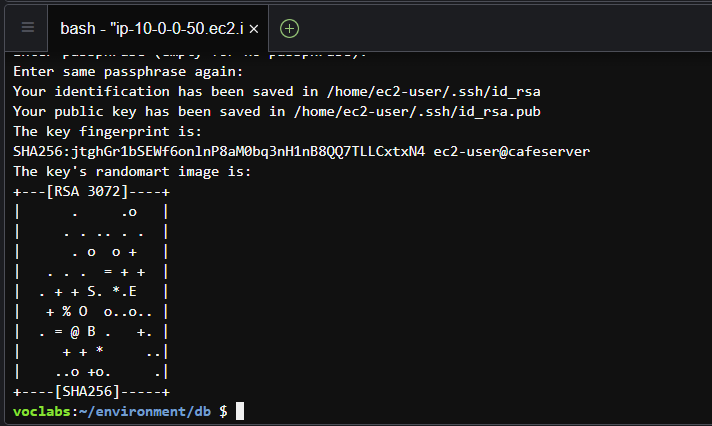 bash - "ip-10-0-0-50.ec2.i
Enter same passphrase again:
Your identification has been saved in /home/ec2-user/.ssh/id_rsa
Your public key has been saved in /home/ec2-user/.ssh/id_rsa.pub
The key fingerprint is:
SHA256:jtghGr1bSEWf6onlnP8aM0bq3nH1nB8QQ7TLLCxtxN4 ec2-user@cafeserver
The key's randomart image is:
+---[RSA 3072]----+
|      .     .o   |
|     . . .. . .  |
|      . o  o +   |
|   . . .  = + +  |
|  . + + S. *.E   |
|   + % O  o..o.. |
|  . = @ B .   +. |
|     + + *     ..|
|    ..o +o.     .|
+----[SHA256]-----+
voclabs:~/environment/db $